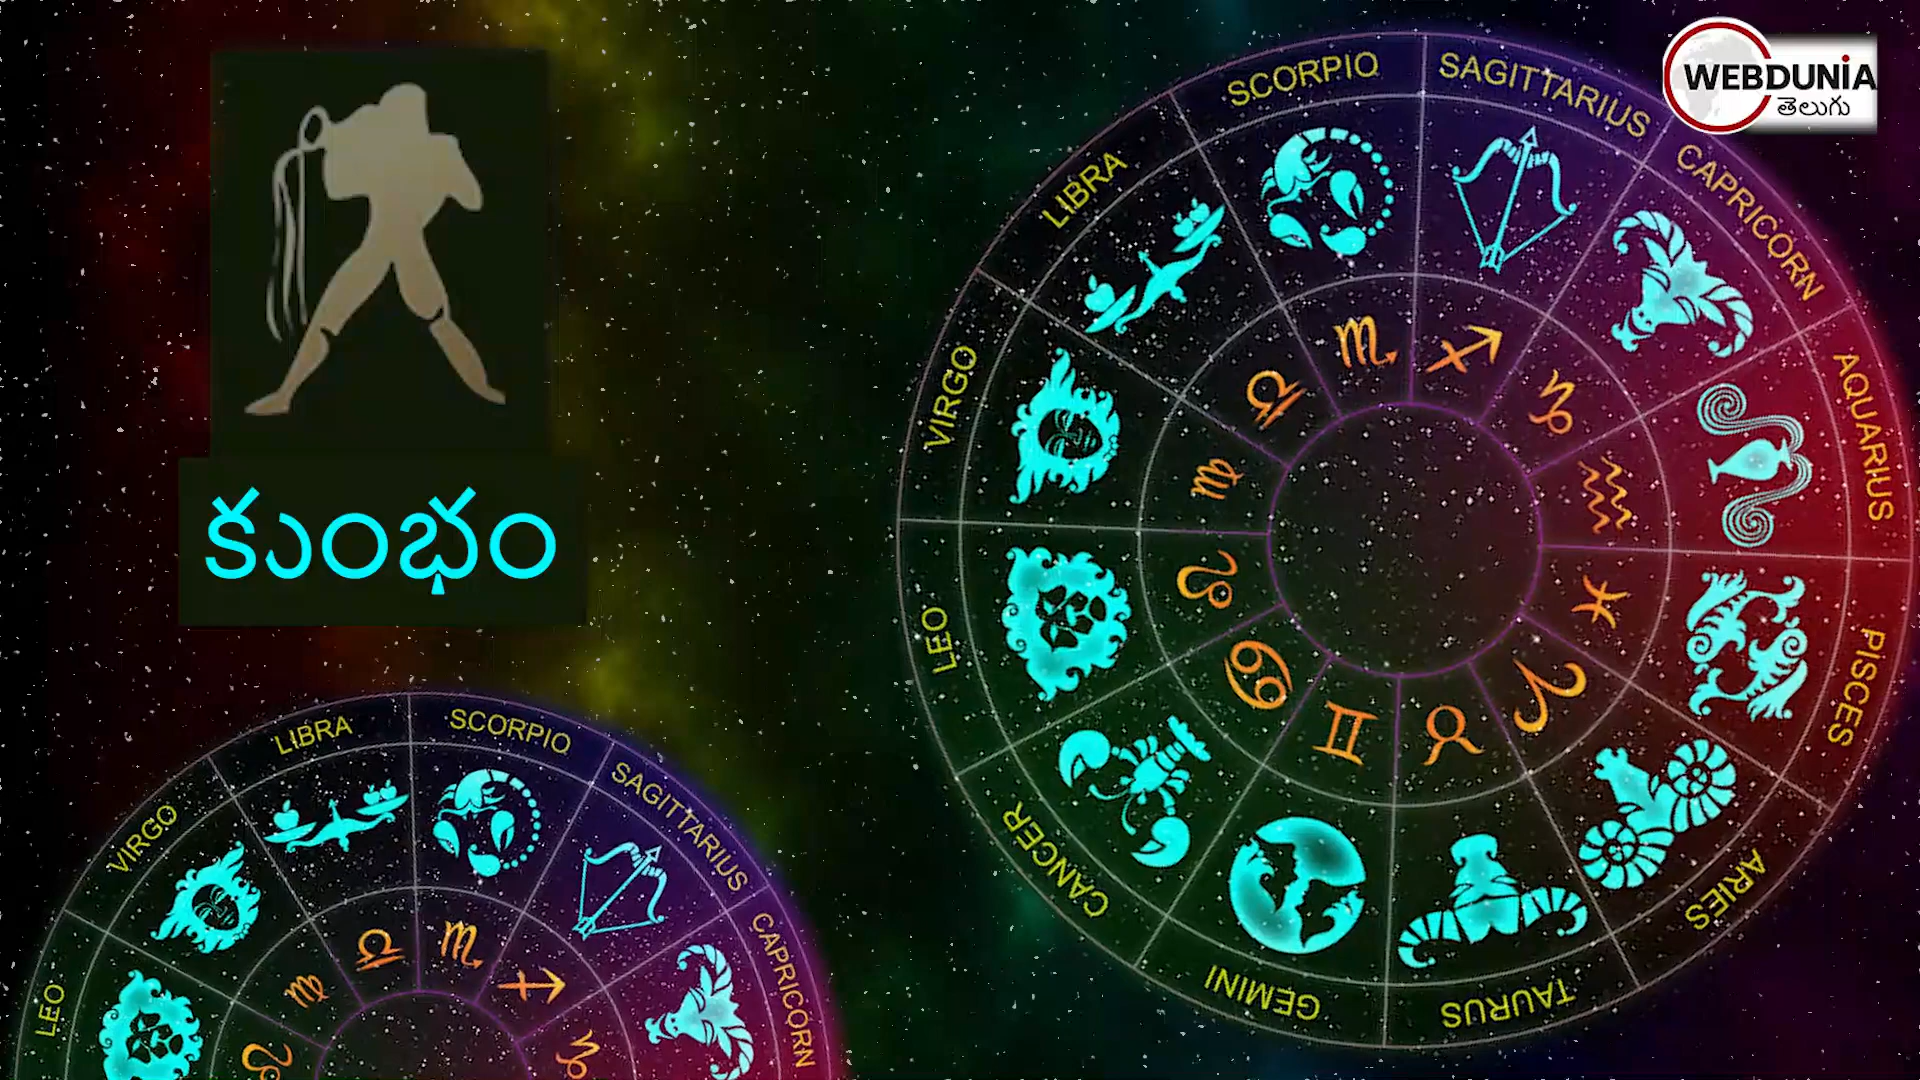 WEBDUNiA
తెలుగు
కుంభం
SCORPIO
SAGITTARIUS
CAPRICORN
AQUARIUS
PISCES
ARIES
TAURUS
GEMINI
CANCER
LEO
VIRGO
LIBRA
LEO
VIRGO
LIBRA
SCORPIO
SAGITTARIUS
CAPRICORN